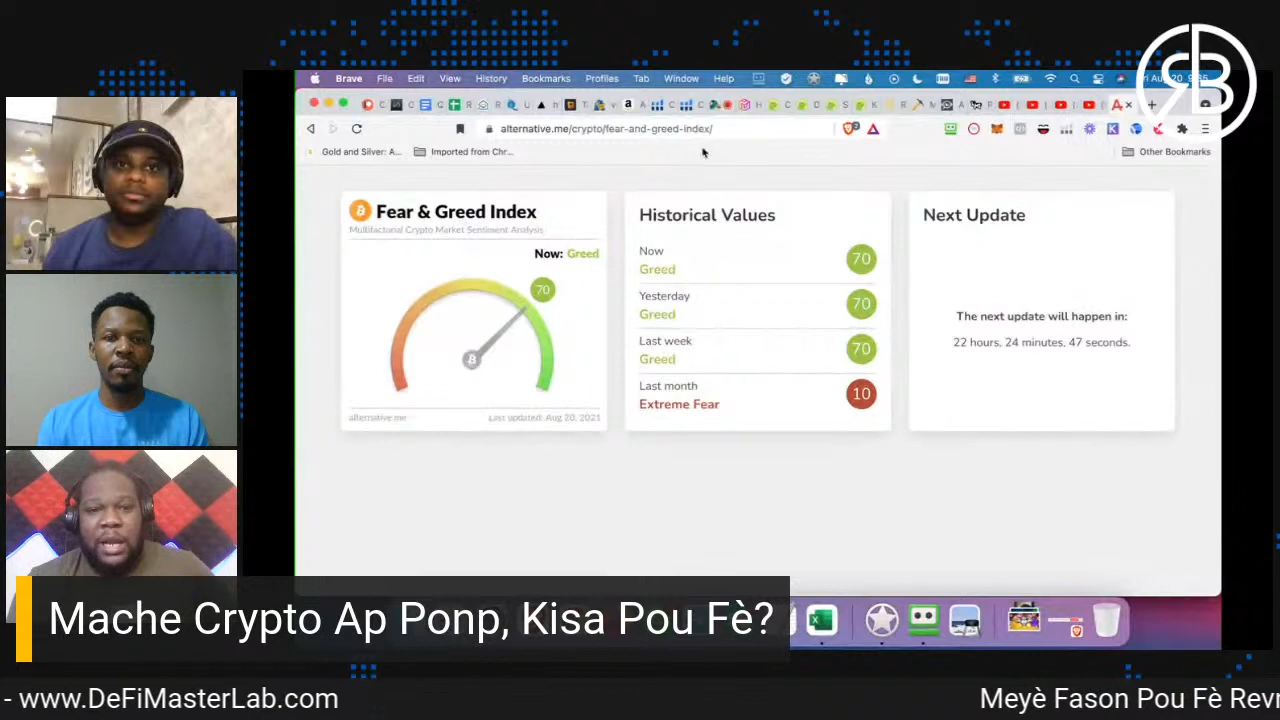 Brave File Edit View History Bookmarks Profiles Tab Window Help
alternative.me/crypto/fear-and-greed-index/
Gold and Silver: A... Imported from Chr... Other Bookmarks
Fear & Greed Index
Multifactorial Crypto Market Sentiment Analysis
Now: Greed
70
alternative.me Last updated: Aug 20, 2021
Historical Values
Now
Greed 70
Yesterday
Greed 70
Last week
Greed 70
Last month
Extreme Fear 10
Next Update
The next update will happen in:
22 hours, 24 minutes, 47 seconds.
Mache Crypto Ap Ponp, Kisa Pou Fè?
- www.DeFiMasterLab.com Meyè Fason Pou Fè